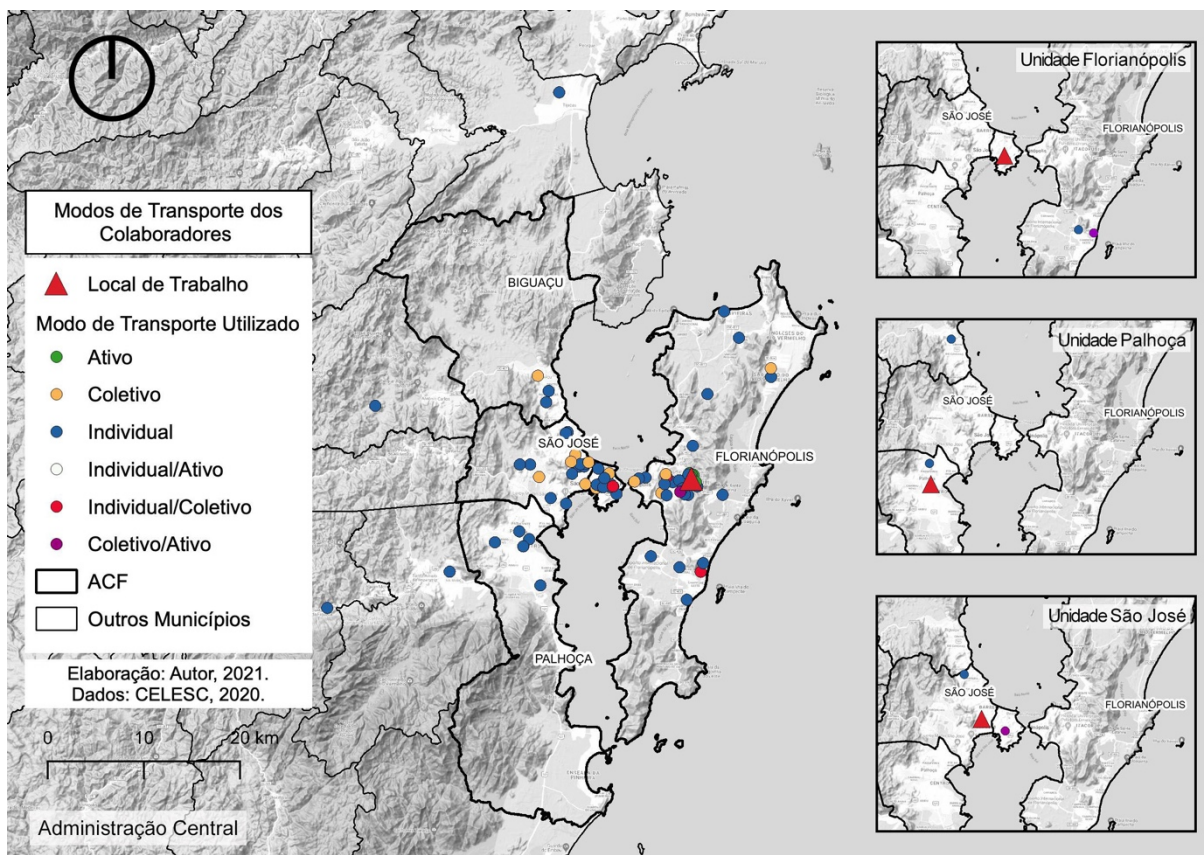 Modos de Transporte dos
Colaboradores
Local de Trabalho
Modo de Transporte Utilizado
Ativo
Coletivo
Individual
Individual/Ativo
Individual/Coletivo
Coletivo/Ativo
ACF
Outros Municípios
Elaboração: Autor, 2021.
Dados: CELESC, 2020.
0 10 20 km
Administração Central
BIGUAÇU
SÃO JOSÉ
FLORIANÓPOLIS
PALHOÇA
Unidade Florianópolis
SÃO JOSÉ
FLORIANÓPOLIS
Unidade Palhoça
SÃO JOSÉ
FLORIANÓPOLIS
Unidade São José
SÃO JOSÉ
FLORIANÓPOLIS